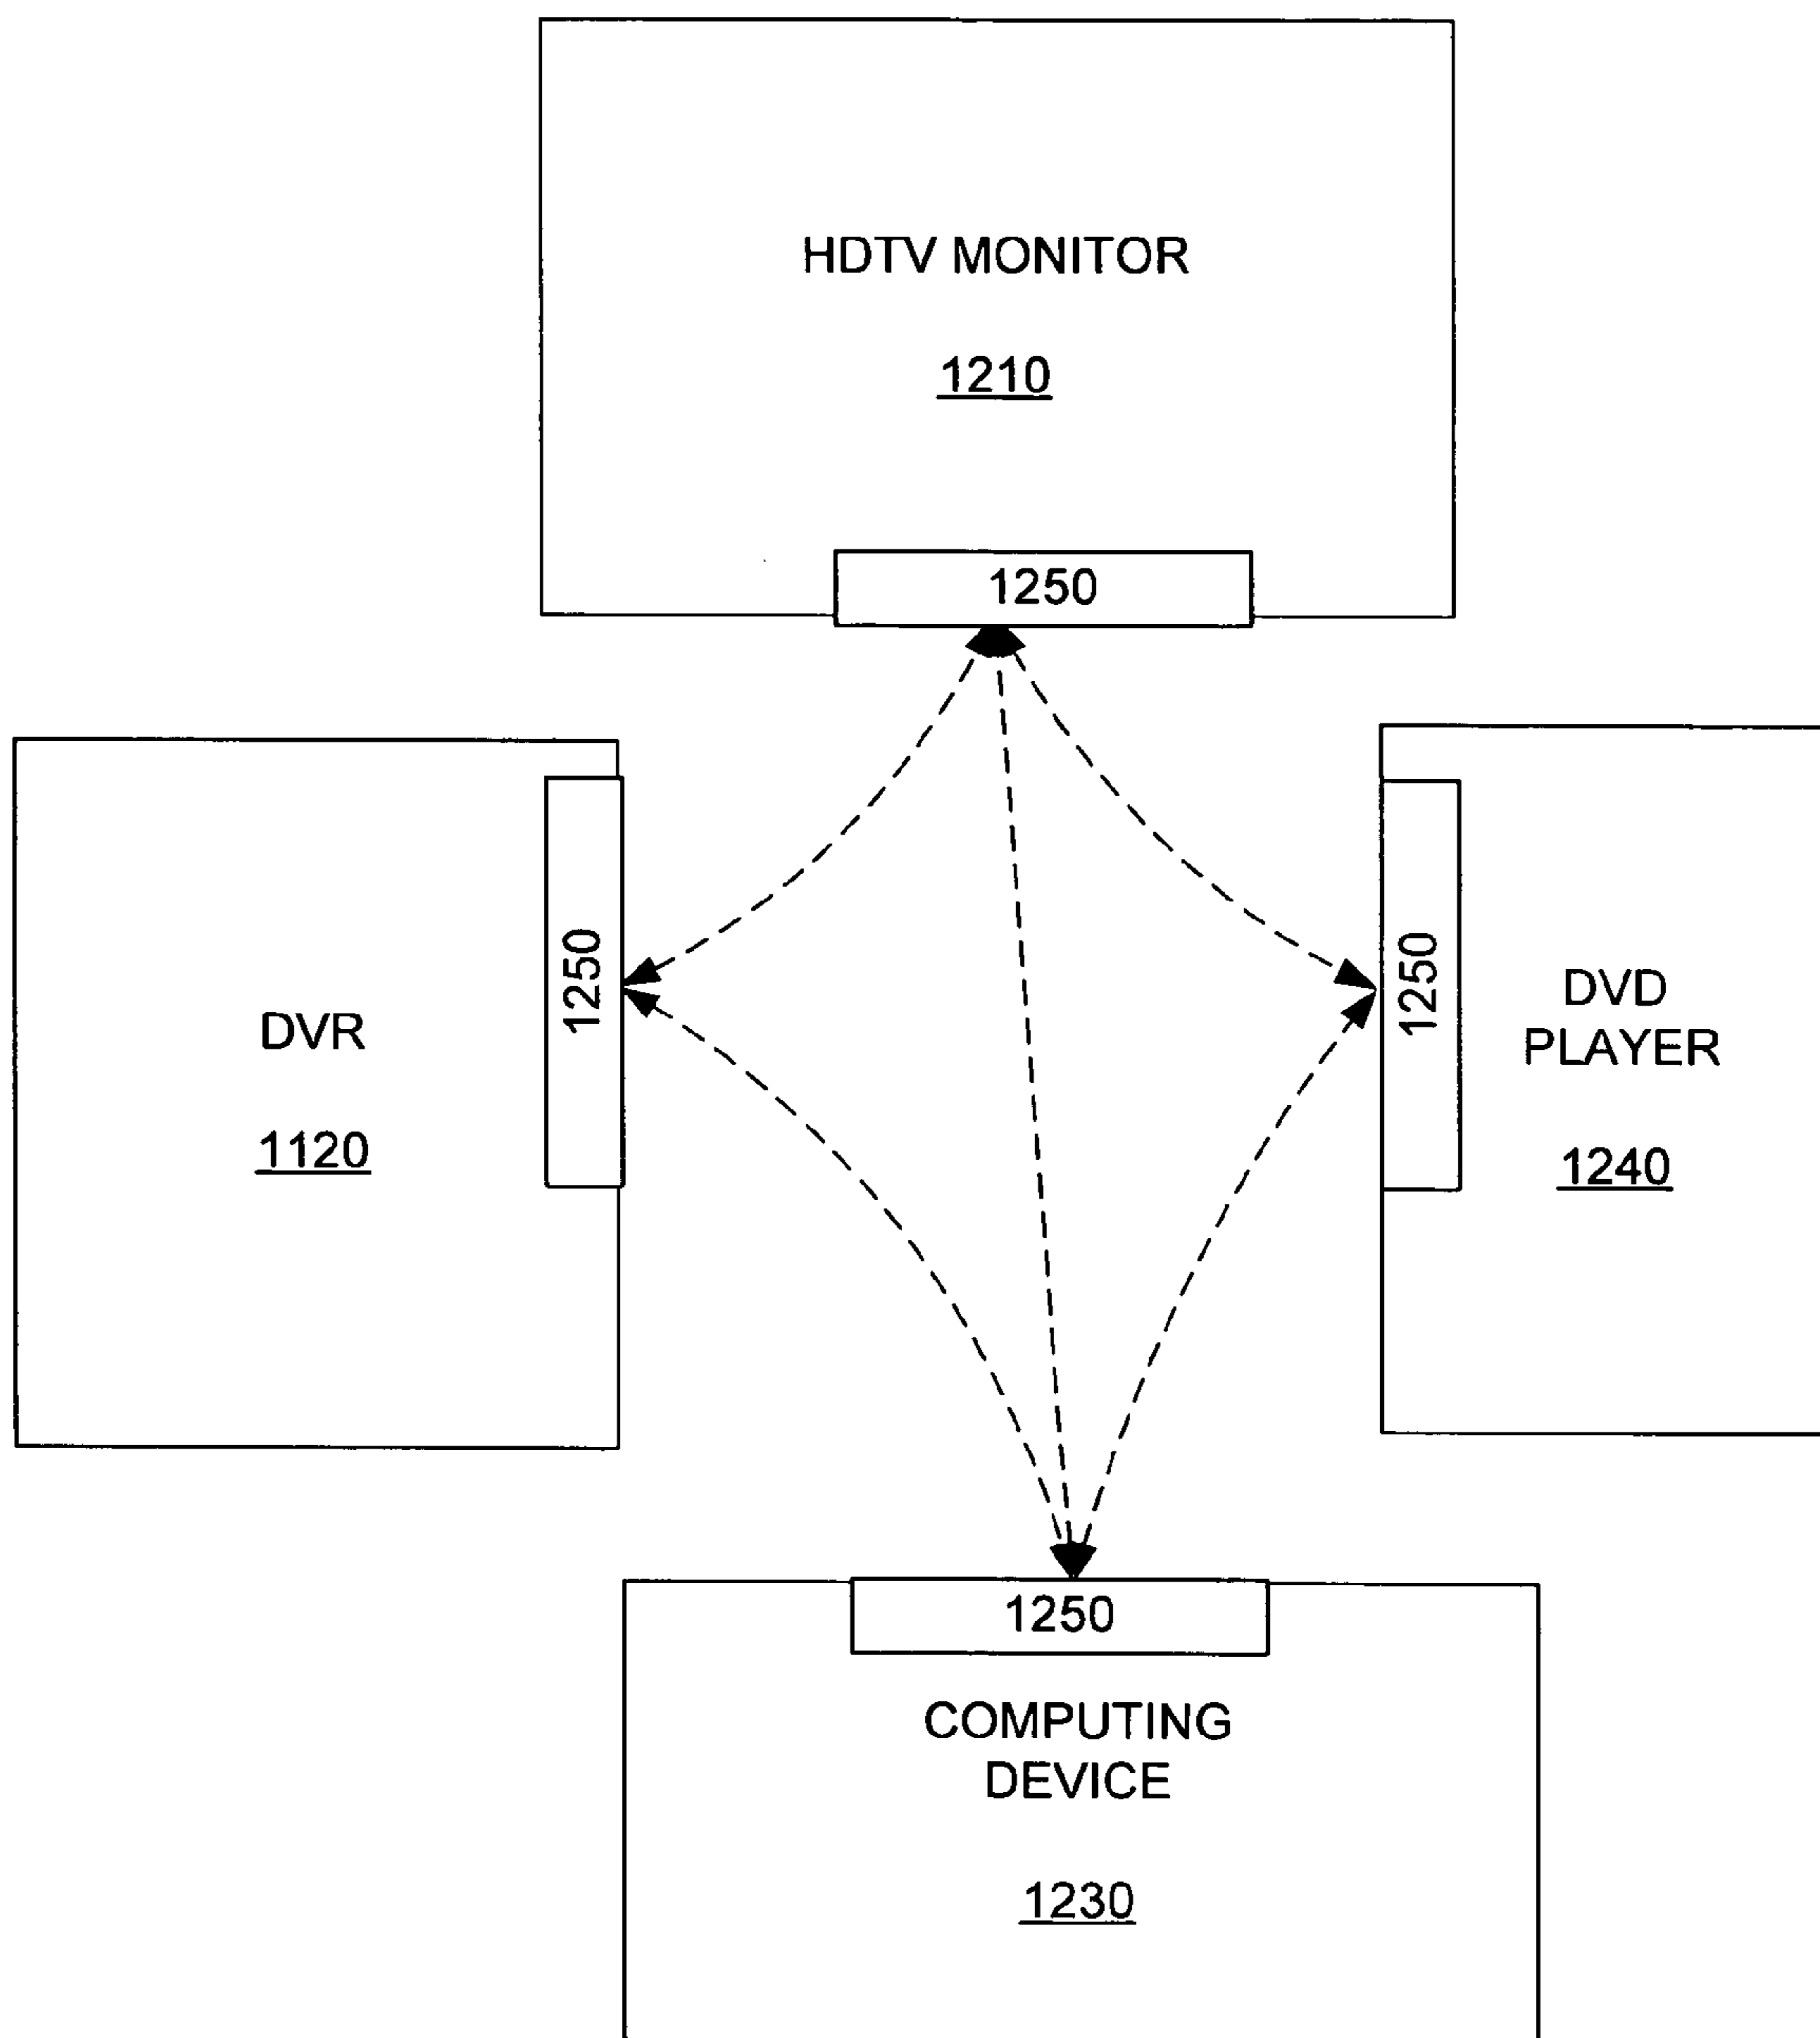 HDTV MONITOR
1210
1250
1250
DVR
1120
1250
DVD
PLAYER
1240
1250
COMPUTING
DEVICE
1230